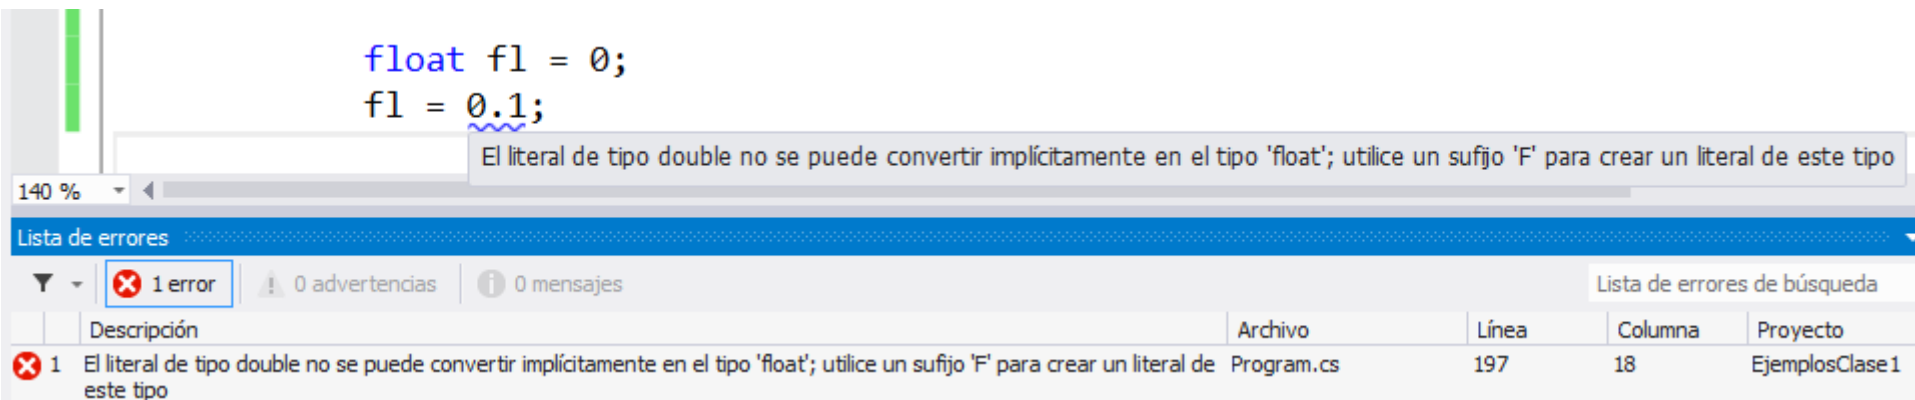 float fl = 0;
fl = 0.1;
El literal de tipo double no se puede convertir implícitamente en el tipo 'float'; utilice un sufijo 'F' para crear un literal de este tipo
140 %
Lista de errores
1 error 0 advertencias 0 mensajes Lista de errores de búsqueda
Descripción Archivo Línea Columna Proyecto
1 El literal de tipo double no se puede convertir implícitamente en el tipo 'float'; utilice un sufijo 'F' para crear un literal de Program.cs 197 18 EjemplosClase1
este tipo